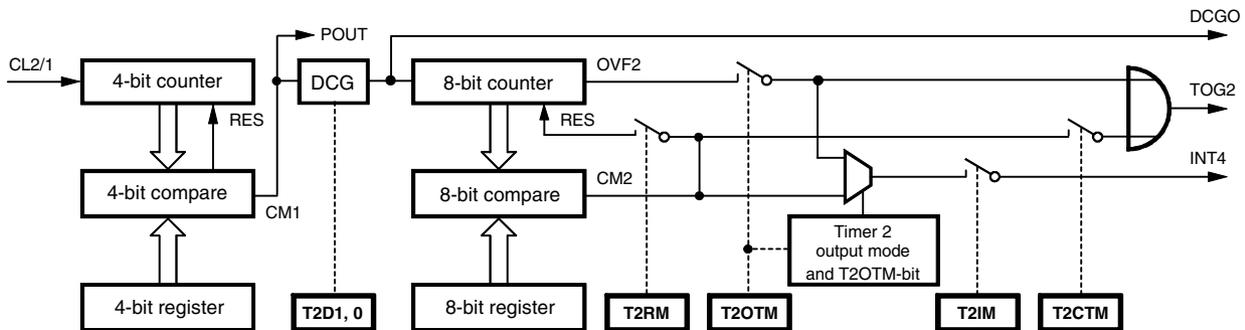 DCGO
POUT
CL2/1
4-bit counter
DCG
8-bit counter
OVF2
TOG2
RES
RES
INT4
4-bit compare
8-bit compare
CM2
CM1
Timer 2
output mode
and T2OTM-bit
4-bit register
T2D1, 0
8-bit register
T2RM
T2OTM
T2IM
T2CTM